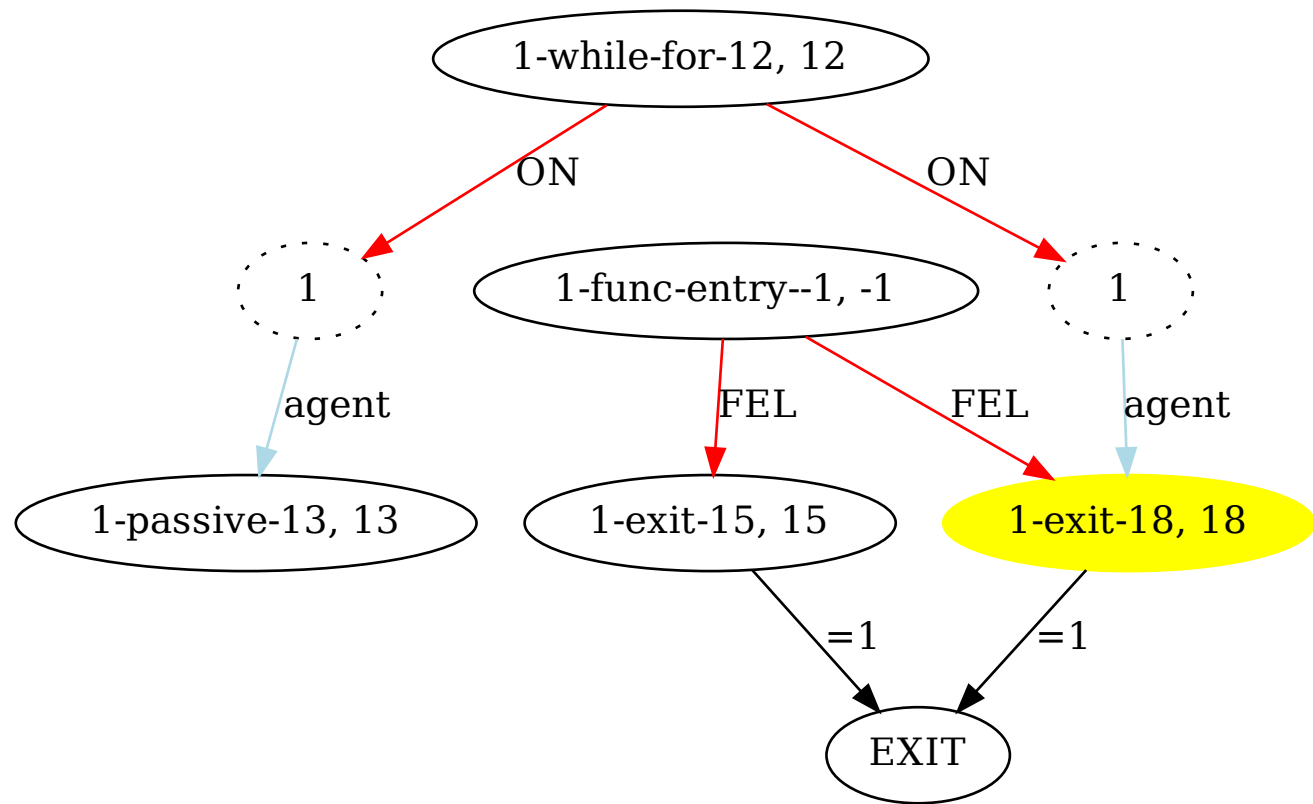 1-while-for-12, 12
ON
ON
1
1-func-entry--1, -1
1
agent
FEL
FEL
agent
1-passive-13, 13
1-exit-15, 15
1-exit-18, 18
=1
=1
EXIT